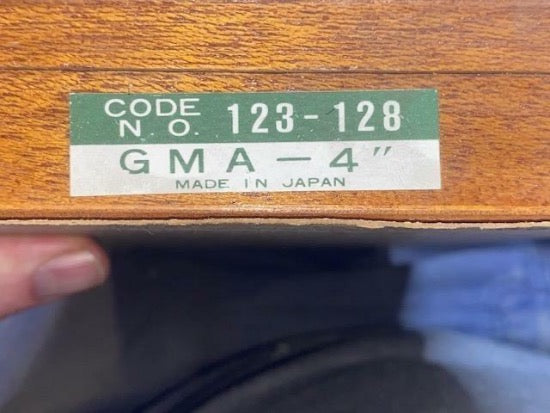 CODE
N.O. 123-128
GMA-4"
MADE IN JAPAN